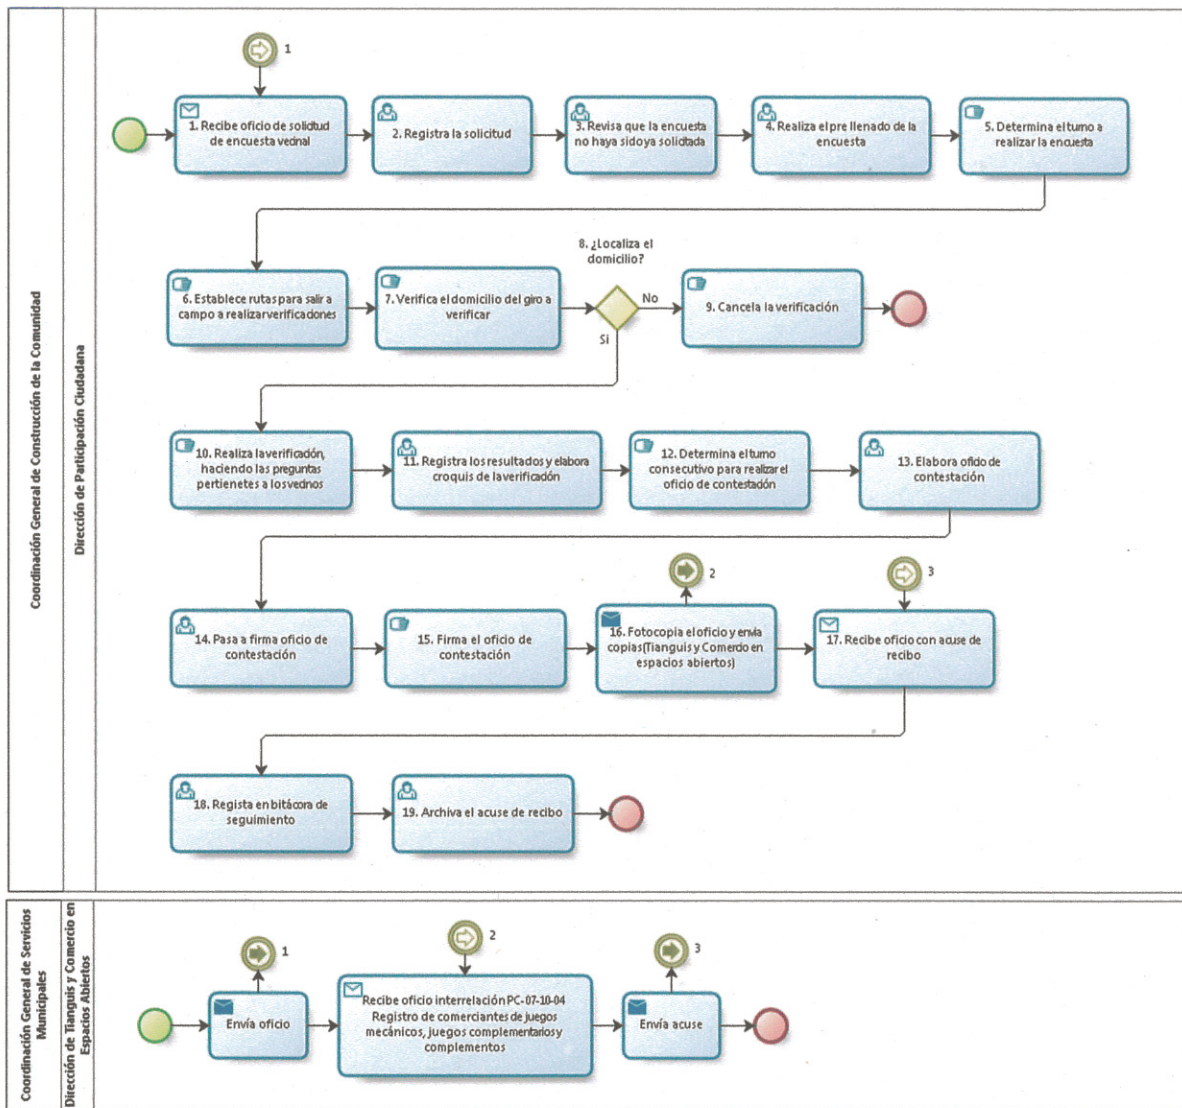 Coordinación General de Construcción de la Comunidad
Dirección de Participación Ciudadana
1
1. Recibe oficio de solicitud
de encuesta vecinal
2. Registra la solicitud
3. Revisa que la encuesta
no haya sido ya solicitada
4. Realiza el pre llenado de la
encuesta
5. Determina el turno a
realizar la encuesta
6. Establece rutas para salir a
campo a realizar verificaciones
7. Verifica el domicilio del giro a
verificar
8. ¿Localiza el
domicilio?
No
Si
9. Cancela la verificación
10. Realiza la verificación,
haciendo las preguntas
pertienetes a los vecinos
11. Registra los resultados y elabora
croquis de la verificación
12. Determina el turno
consecutivo para realizar el
oficio de contestación
13. Elabora oficio de
contestación
14. Pasa a firma oficio de
contestación
15. Firma el oficio de
contestación
2
16. Fotocopia el oficio y envía
copias(Tianguis y Comercio en
espacios abiertos)
3
17. Recibe oficio con acuse de
recibo
18. Regista en bitácora de
seguimiento
19. Archiva el acuse de recibo
Coordinación General de Servicios
Municipales
Dirección de Tianguis y Comercio en
Espacios Abiertos
1
Envía oficio
2
Recibe oficio interrelación PC-07-10-04
Registro de comerciantes de juegos
mecánicos, juegos complementarios y
complementos
3
Envía acuse